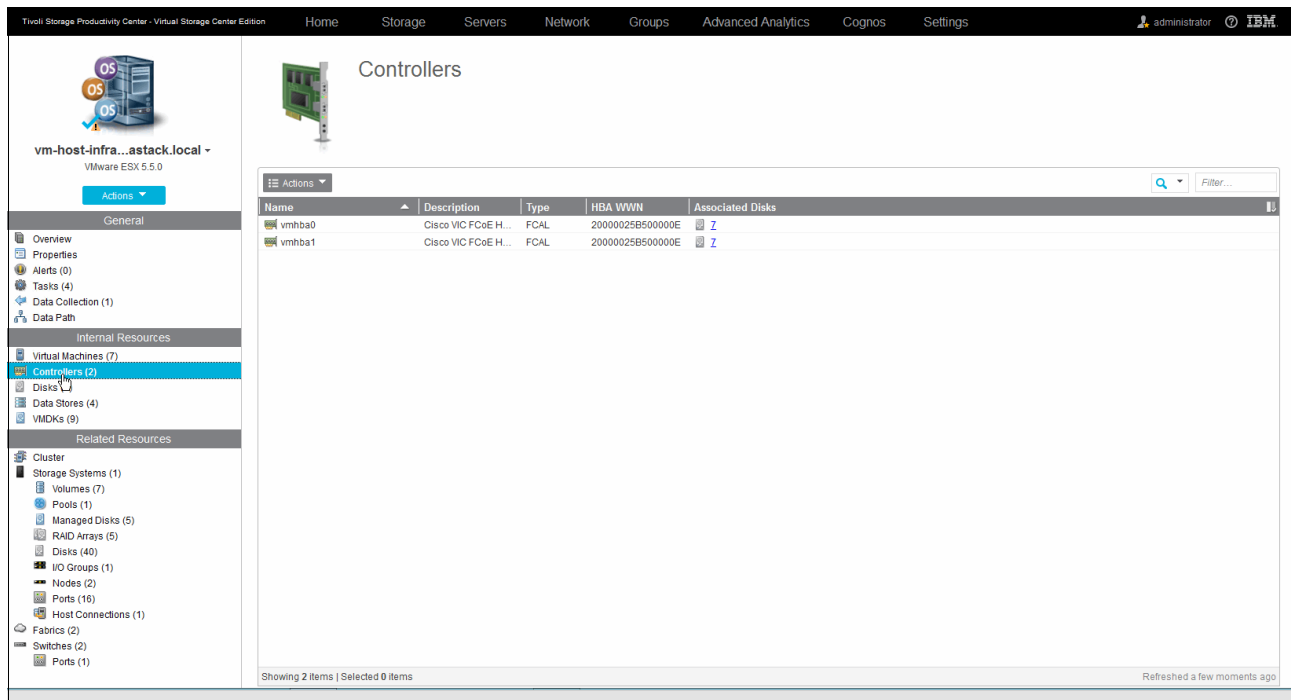 Tivoli Storage Productivity Center - Virtual Storage Center Edition Home Storage Servers Network Groups Advanced Analytics Cognos Settings administrator IBM
vm-host-infra...astack.local
VMware ESX 5.5.0
Actions
General
Overview
Properties
Alerts (0)
Tasks (4)
Data Collection (1)
Data Path
Internal Resources
Virtual Machines (7)
Controllers (2)
Disks
Data Stores (4)
VMDKs (9)
Related Resources
Cluster
Storage Systems (1)
Volumes (7)
Pools (1)
Managed Disks (5)
RAID Arrays (5)
Disks (40)
I/O Groups (1)
Nodes (2)
Ports (16)
Host Connections (1)
Fabrics (2)
Switches (2)
Ports (1)
Controllers
Actions Filter...
Name Description Type HBA WWN Associated Disks
vmhba0 Cisco VIC FCoE H... FCAL 20000025B500000E 7
vmhba1 Cisco VIC FCoE H... FCAL 20000025B500000E 7
Showing 2 items | Selected 0 items Refreshed a few moments ago
OS
OS
OS